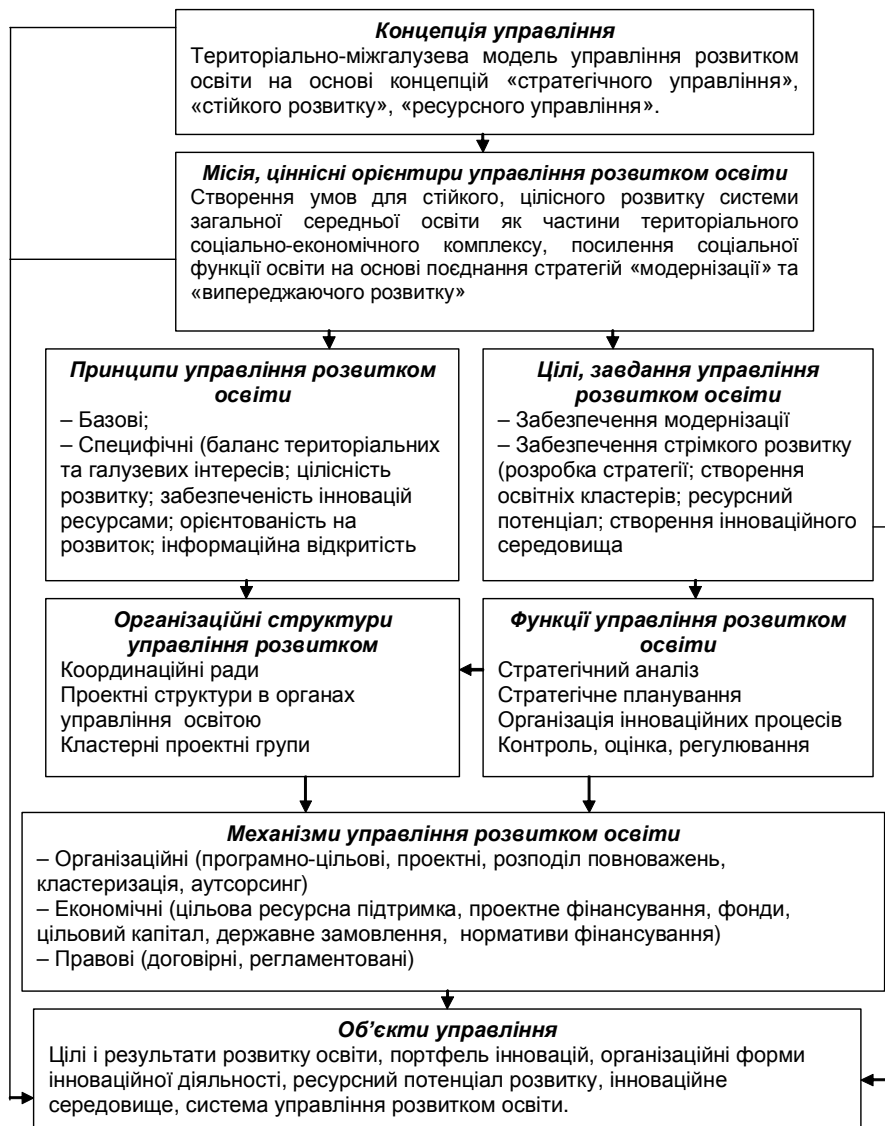 Концепція управління
Територіально-міжгалузева модель управління розвитком
освіти на основі концепцій «стратегічного управління»,
«стійкого розвитку», «ресурсного управління».
Місія, ціннісні орієнтири управління розвитком освіти
Створення умов для стійкого, цілісного розвитку системи
загальної середньої освіти як частини територіального
соціально-економічного комплексу, посилення соціальної
функції освіти на основі поєднання стратегій «модернізації» та
«випереджаючого розвитку»
Принципи управління розвитком
освіти
– Базові;
– Специфічні (баланс територіальних
та галузевих інтересів; цілісність
розвитку; забезпеченість інновацій
ресурсами; орієнтованість на
розвиток; інформаційна відкритість
Цілі, завдання управління
розвитком освіти
– Забезпечення модернізації
– Забезпечення стрімкого розвитку
(розробка стратегії; створення
освітніх кластерів; ресурсний
потенціал; створення інноваційного
середовища
Організаційні структури
управління розвитком
Координаційні ради
Проектні структури в органах
управління освітою
Кластерні проектні групи
Функції управління розвитком
освіти
Стратегічний аналіз
Стратегічне планування
Організація інноваційних процесів
Контроль, оцінка, регулювання
Механізми управління розвитком освіти
– Організаційні (програмно-цільові, проектні, розподіл повноважень,
кластеризація, аутсорсинг)
– Економічні (цільова ресурсна підтримка, проектне фінансування, фонди,
цільовий капітал, державне замовлення, нормативи фінансування)
– Правові (договірні, регламентовані)
Об’єкти управління
Цілі і результати розвитку освіти, портфель інновацій, організаційні форми
інноваційної діяльності, ресурсний потенціал розвитку, інноваційне
середовище, система управління розвитком освіти.